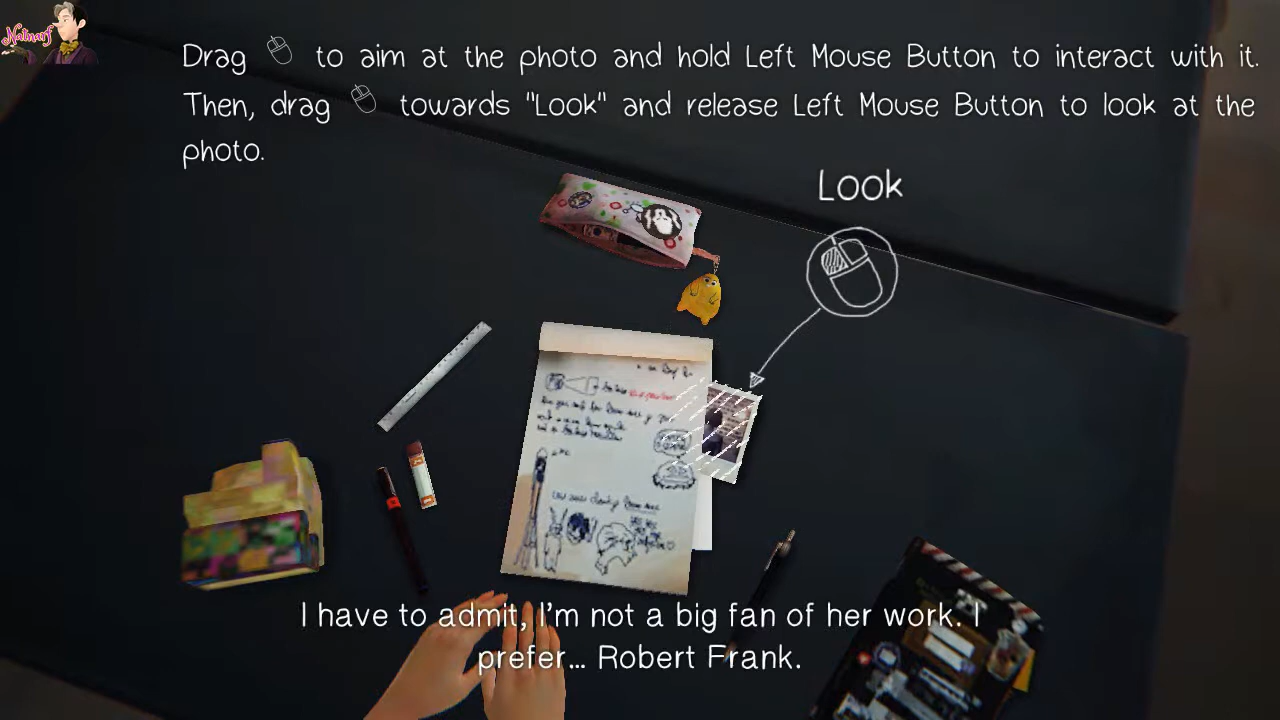 Natnarf
Drag to aim at the photo and hold Left Mouse Button to interact with it.
Then, drag towards "Look" and release Left Mouse Button to look at the
photo.
Look
I have to admit, I'm not a big fan of her work. I
prefer... Robert Frank.